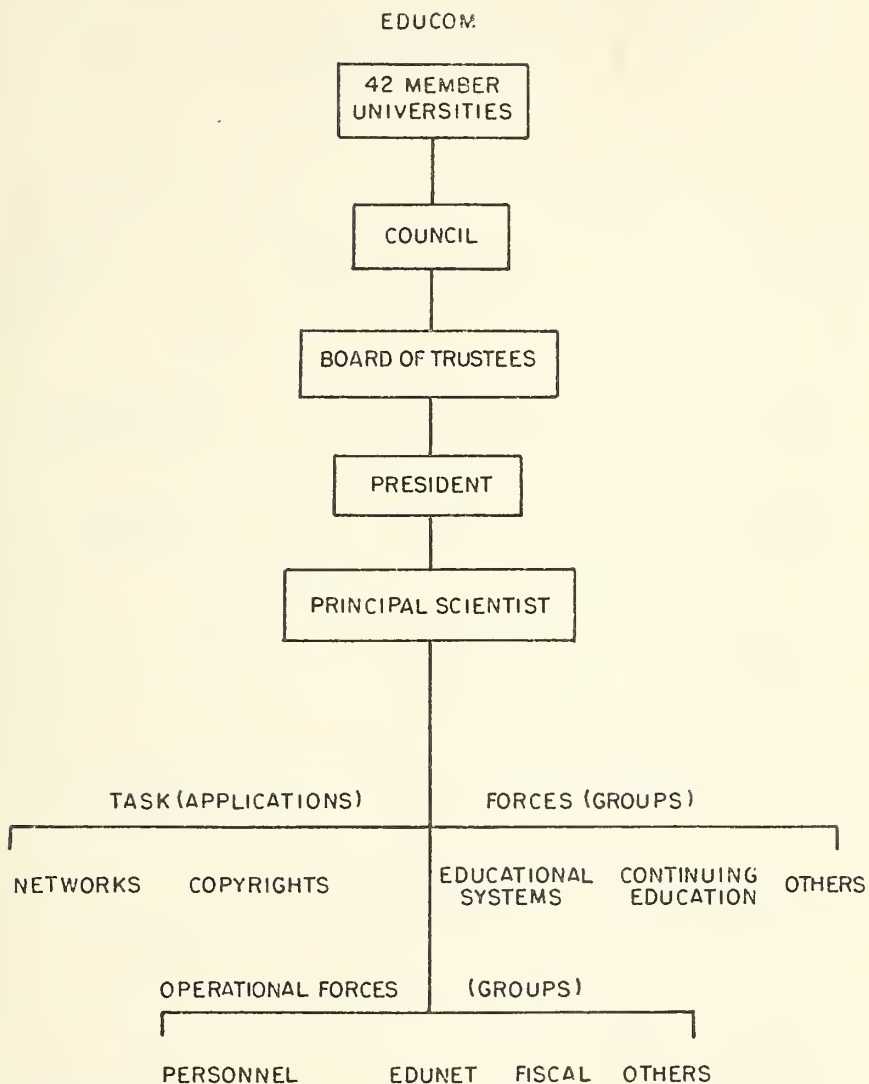 EDUCOM
42 MEMBER
UNIVERSITIES
COUNCIL
BOARD OF TRUSTEES
PRESIDENT
PRINCIPAL SCIENTIST
TASK (APPLICATIONS) FORCES (GROUPS)
NETWORKS COPYRIGHTS EDUCATIONAL SYSTEMS CONTINUING EDUCATION OTHERS
OPERATIONAL FORCES (GROUPS)
PERSONNEL EDUNET FISCAL OTHERS